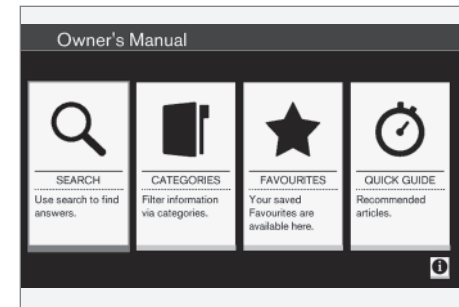 Owner's Manual
SEARCH
Use search to find
answers.
CATEGORIES
Filter information
via categories.
FAVOURITES
Your saved
Favourites are
available here.
QUICK GUIDE
Recommended
articles.
i